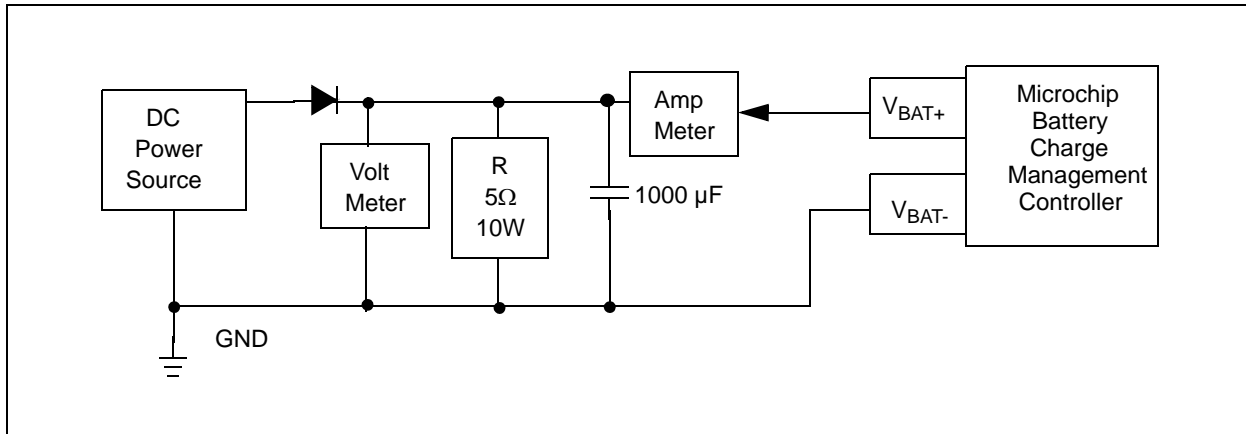 DC
Power
Source
Volt
Meter
R
5Ω
10W
1000 µF
Amp
Meter
VBAT+
VBAT-
Microchip
Battery
Charge
Management
Controller
GND